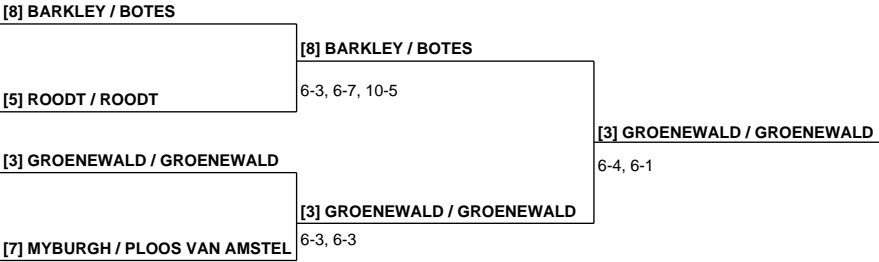 [8] BARKLEY / BOTES
[8] BARKLEY / BOTES
6-3, 6-7, 10-5
[5] ROODT / ROODT
[3] GROENEWALD / GROENEWALD
6-4, 6-1
[3] GROENEWALD / GROENEWALD
[3] GROENEWALD / GROENEWALD
6-3, 6-3
[7] MYBURGH / PLOOS VAN AMSTEL